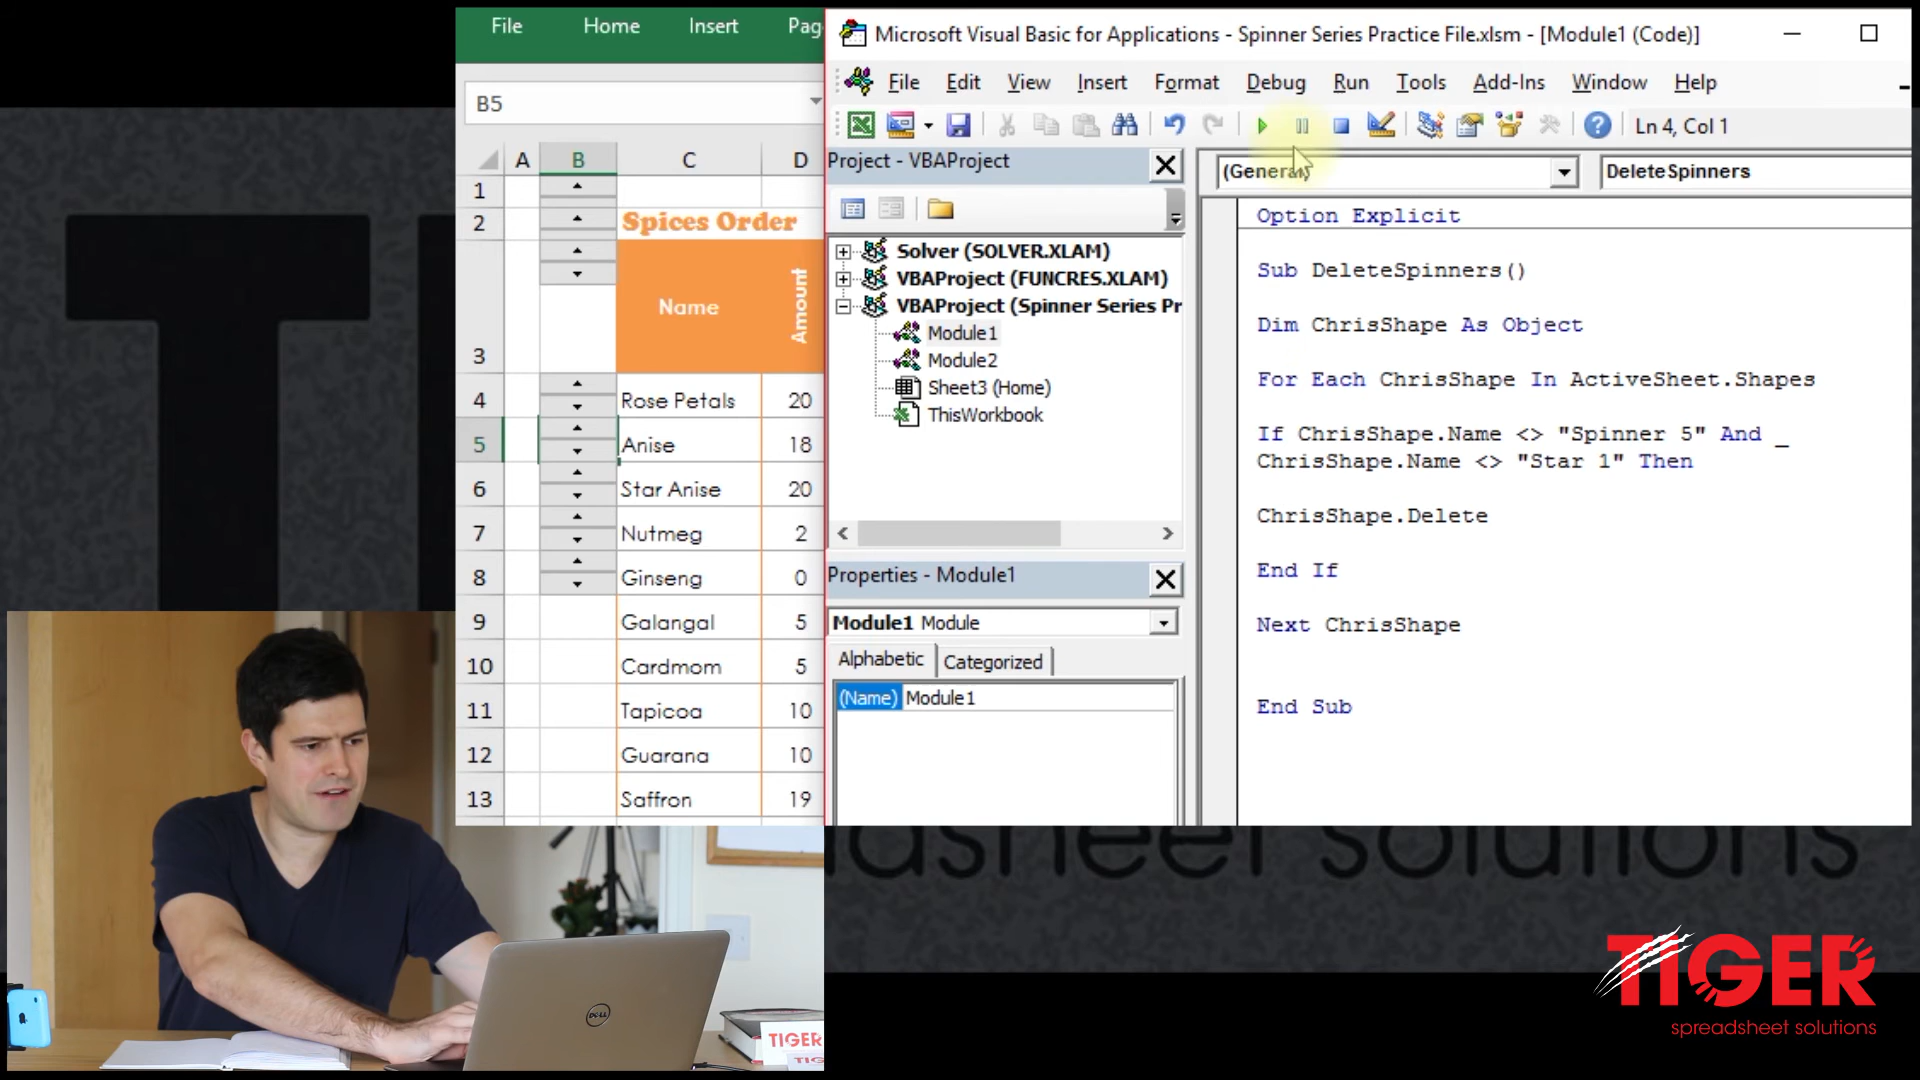 File Home Insert Pag
B5
A B C D
1
2 Spices Order
3 Name Amount
4 Rose Petals 20
5 Anise 18
6 Star Anise 20
7 Nutmeg 2
8 Ginseng 0
9 Galangal 5
10 Cardmom 5
11 Tapicoa 10
12 Guarana 10
13 Saffron 19
Microsoft Visual Basic for Applications - Spinner Series Practice File.xlsm - [Module1 (Code)]
File Edit View Insert Format Debug Run Tools Add-Ins Window Help
Ln 4, Col 1
Project - VBAProject
Solver (SOLVER.XLAM)
VBAProject (FUNCRES.XLAM)
VBAProject (Spinner Series Pr
Module1
Module2
Sheet3 (Home)
ThisWorkbook
Properties - Module1
Module1 Module
Alphabetic Categorized
(Name) Module1
(General) DeleteSpinners
Option Explicit
Sub DeleteSpinners()
Dim ChrisShape As Object
For Each ChrisShape In ActiveSheet.Shapes
If ChrisShape.Name <> "Spinner 5" And _
ChrisShape.Name <> "Star 1" Then
ChrisShape.Delete
End If
Next ChrisShape
End Sub
DELL
TIGER
TIG
adsheet solutions
TIGER
spreadsheet solutions